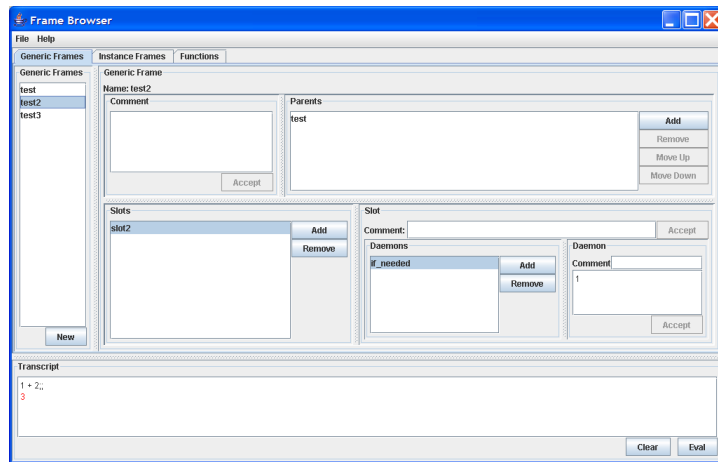 Frame Browser
File Help
Generic Frames Instance Frames Functions
Generic Frames
test
test2
test3
New
Generic Frame
Name: test2
Comment
Accept
Parents
test
Add
Remove
Move Up
Move Down
Slots
slot2
Add
Remove
Slot
Comment:
Accept
Daemons
if_needed
Add
Remove
Daemon
Comment
1
Accept
Transcript
1 + 2;;
3
Clear Eval